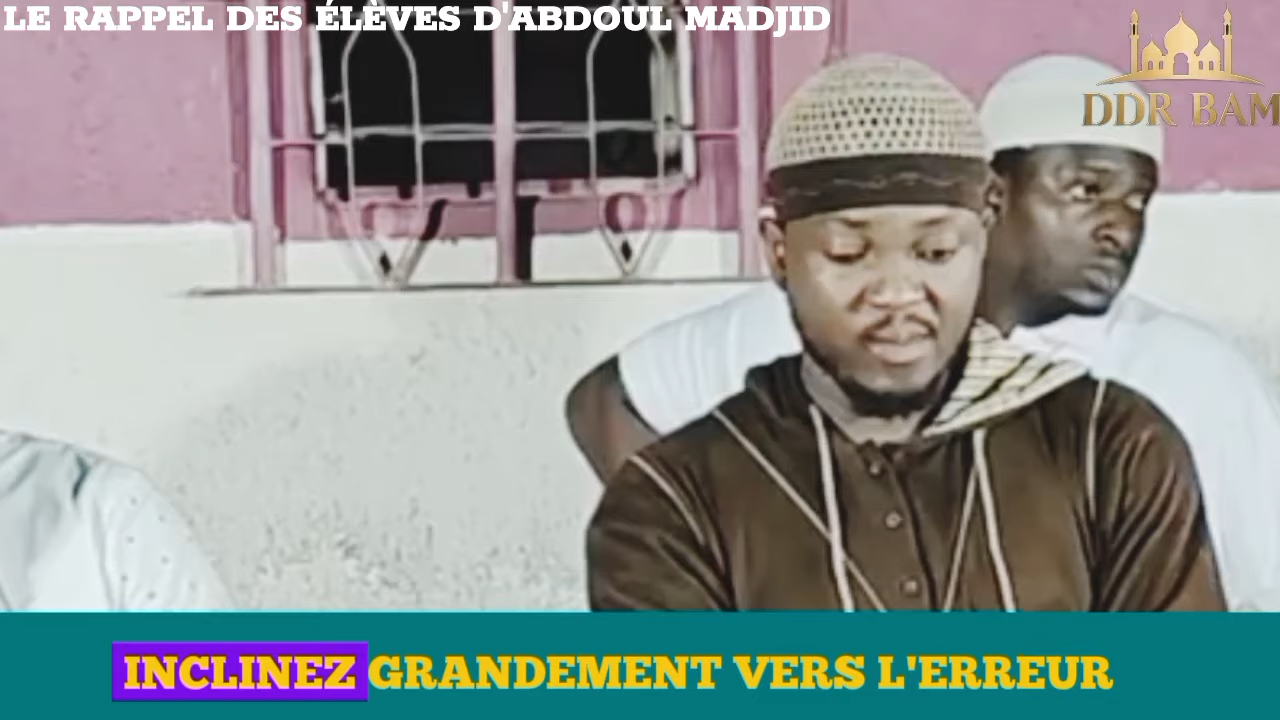 LE RAPPEL DES ÉLÈVES D'ABDOUL MADJID
DDR BAM
INCLINEZ GRANDEMENT VERS L'ERREUR